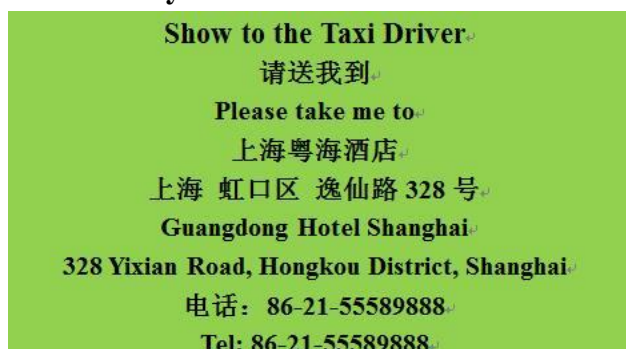 Show to the Taxi Driver
请送我到
Please take me to
上海粤海酒店
上海 虹口区 逸仙路 328 号
Guangdong Hotel Shanghai
328 Yixian Road, Hongkou District, Shanghai
电话：86-21-55589888
Tel: 86-21-55589888